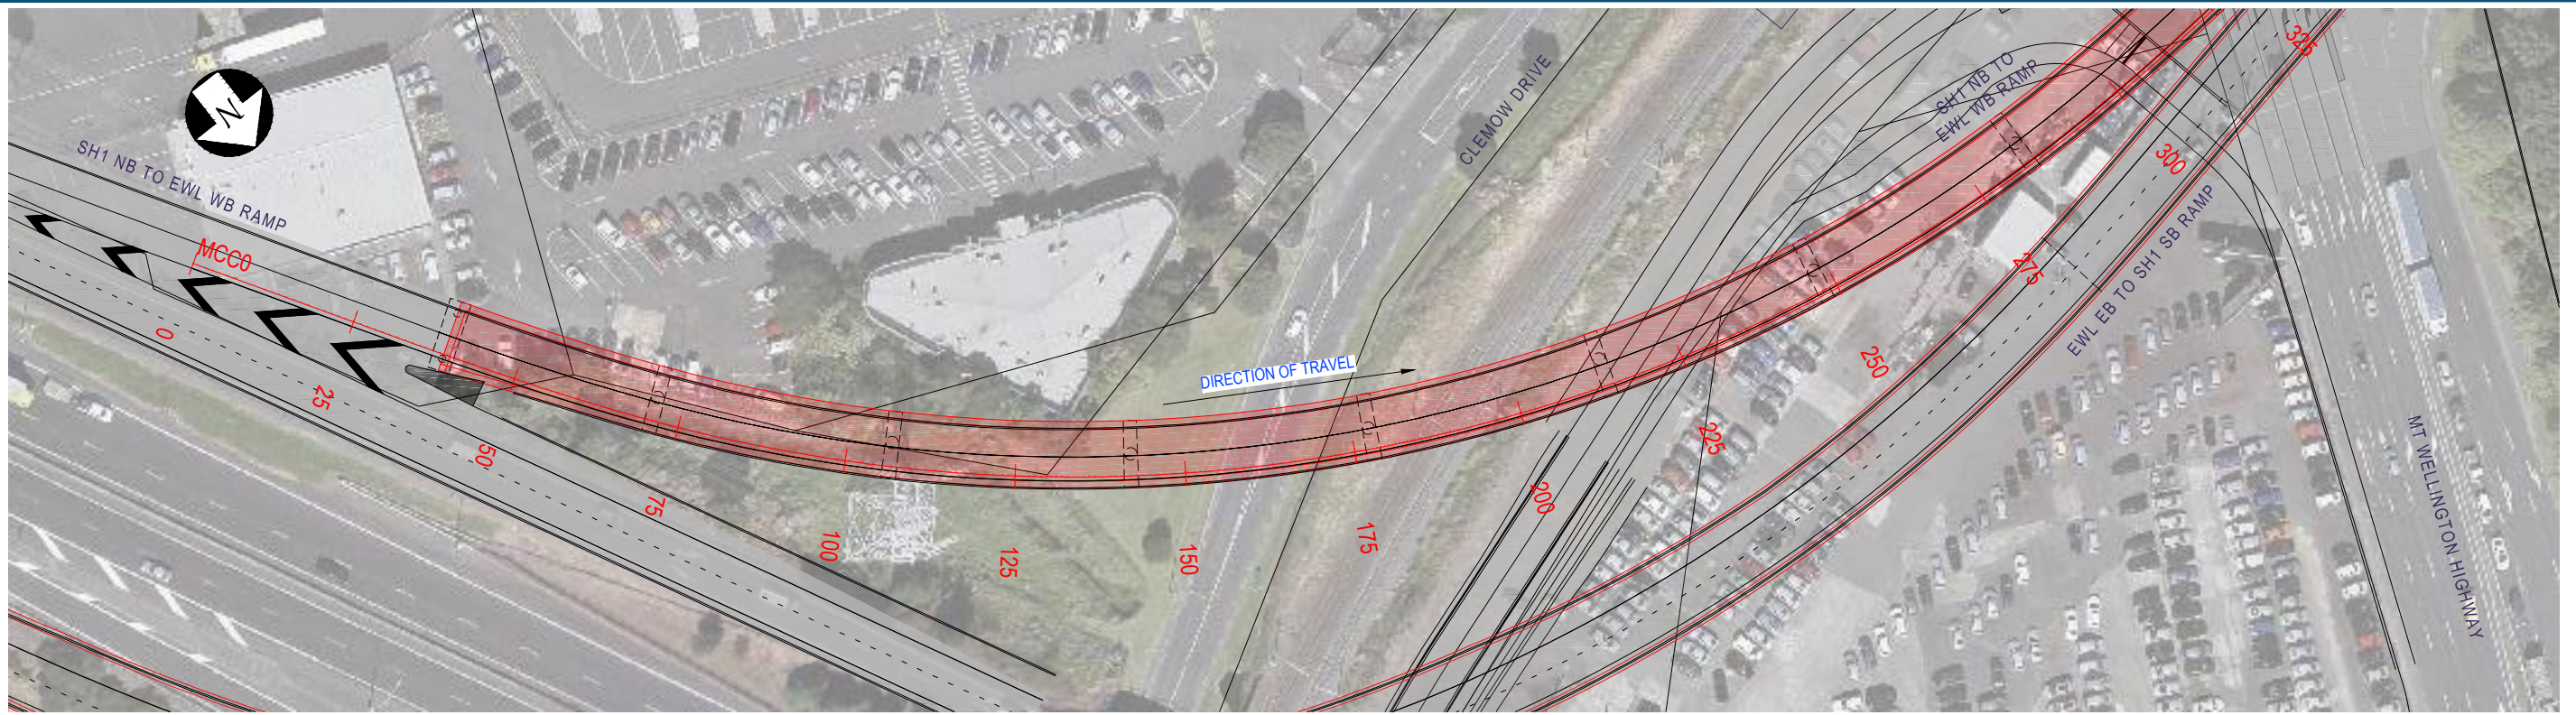 N
SH1 NB TO EWL WB RAMP
MCC0
0
25
50
75
100
125
150
175
200
225
250
275
300
325
DIRECTION OF TRAVEL
CLEMOW DRIVE
SH1 NB TO
EWL WB RAMP
EWL EB TO SH1 SB RAMP
MT WELLINGTON HIGHWAY